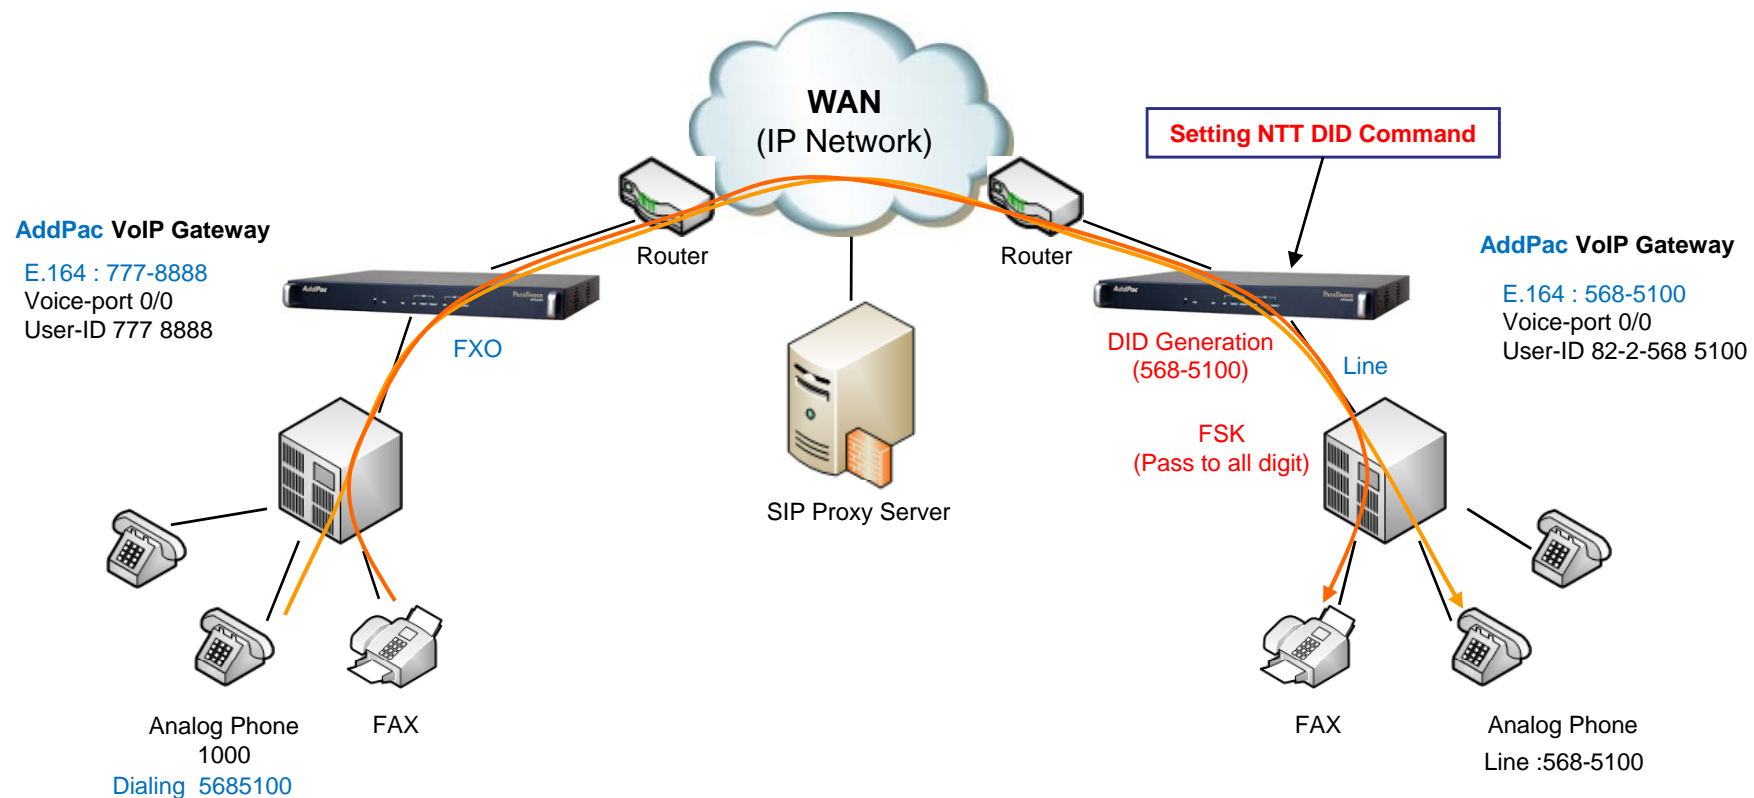 WAN
(IP Network)
Setting NTT DID Command
AddPac VoIP Gateway
E.164 : 777-8888
Voice-port 0/0
User-ID 777 8888
Router
Router
AddPac VoIP Gateway
E.164 : 568-5100
Voice-port 0/0
User-ID 82-2-568 5100
AddPac
AddPac
FXO
DID Generation
(568-5100)
Line
FSK
(Pass to all digit)
SIP Proxy Server
Analog Phone
1000
Dialing 5685100
FAX
FAX
Analog Phone
Line :568-5100